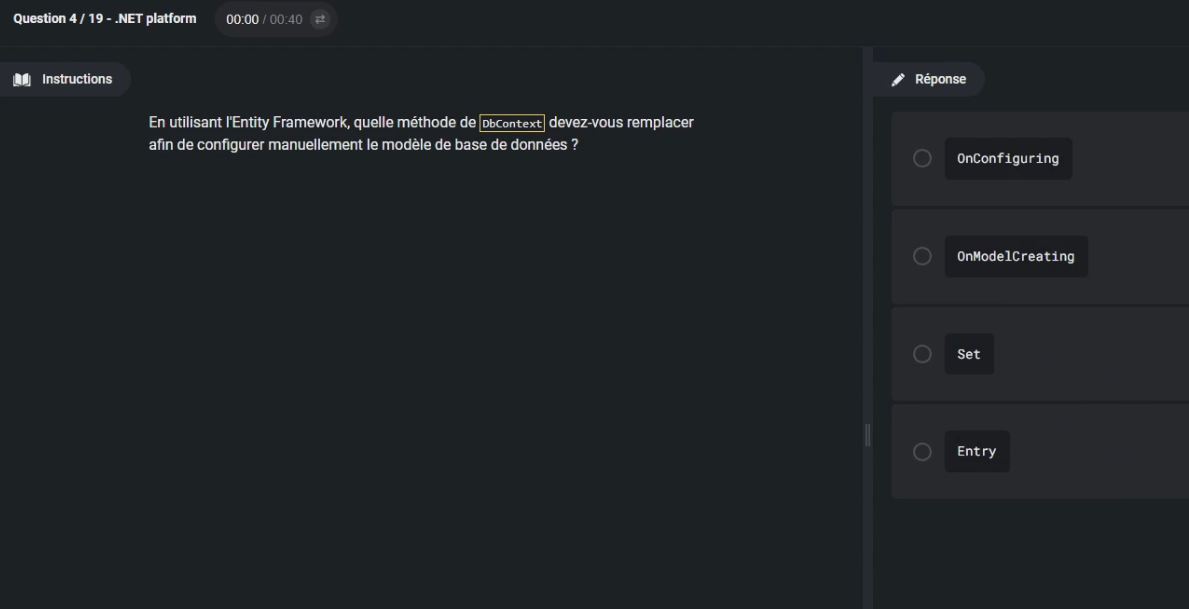 Question 4 / 19 - .NET platform
00:00 / 00:40
Instructions
Réponse
En utilisant l'Entity Framework, quelle méthode de DbContext devez-vous remplacer
afin de configurer manuellement le modèle de base de données ?
OnConfiguring
OnModelCreating
Set
Entry